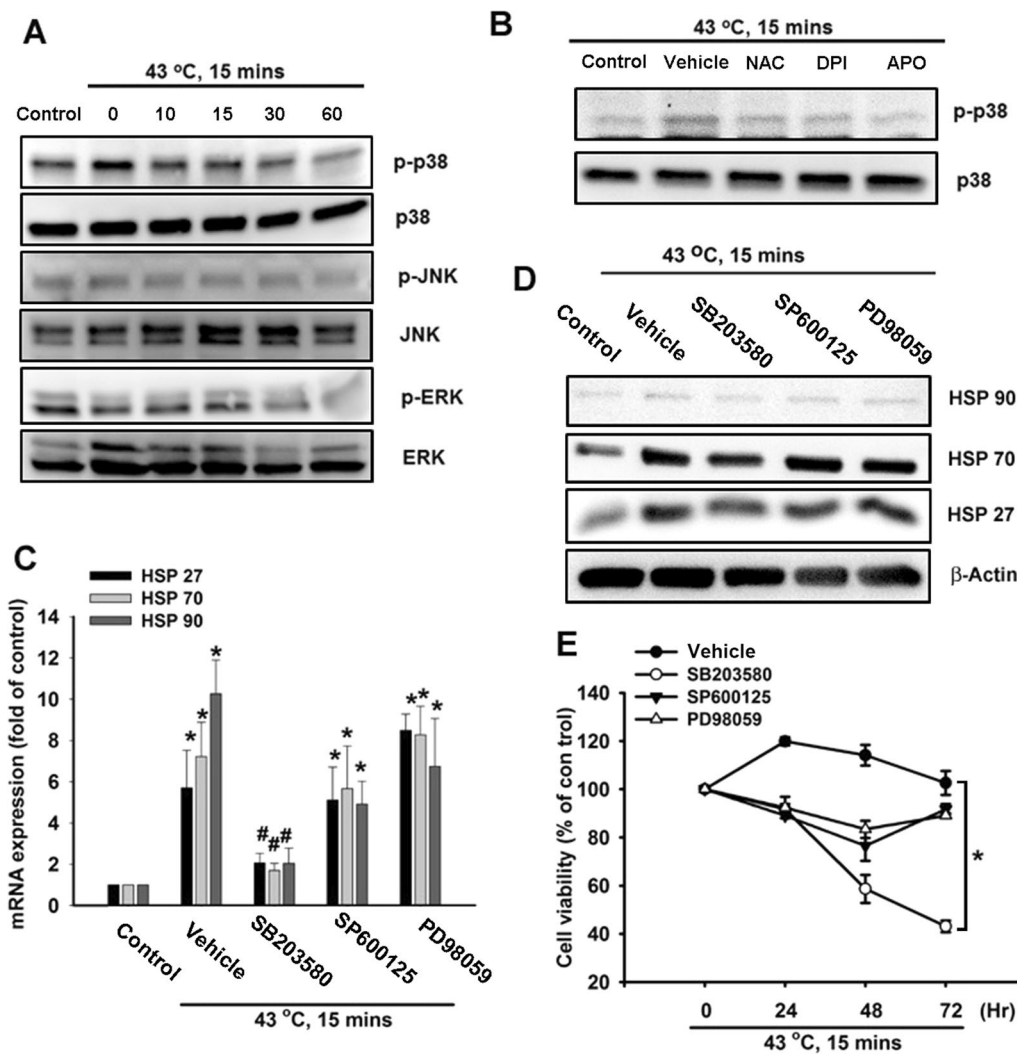 A
43 °C, 15 mins
Control 0 10 15 30 60
p-p38
p38
p-JNK
JNK
p-ERK
ERK
B
43 °C, 15 mins
Control Vehicle NAC DPI APO
p-p38
p38
D
43 °C, 15 mins
Control Vehicle SB203580 SP600125 PD98059
HSP 90
HSP 70
HSP 27
β-Actin
C
HSP 27
HSP 70
HSP 90
mRNA expression (fold of control)
14
12
10
8
6
4
2
0
* * *
# # #
* * *
* * *
Control Vehicle SB203580 SP600125 PD98059
43 °C, 15 mins
E
Vehicle
SB203580
SP600125
PD98059
Cell viability (% of con trol)
140
120
100
80
60
40
20
*
0 24 48 72 (Hr)
43 °C, 15 mins